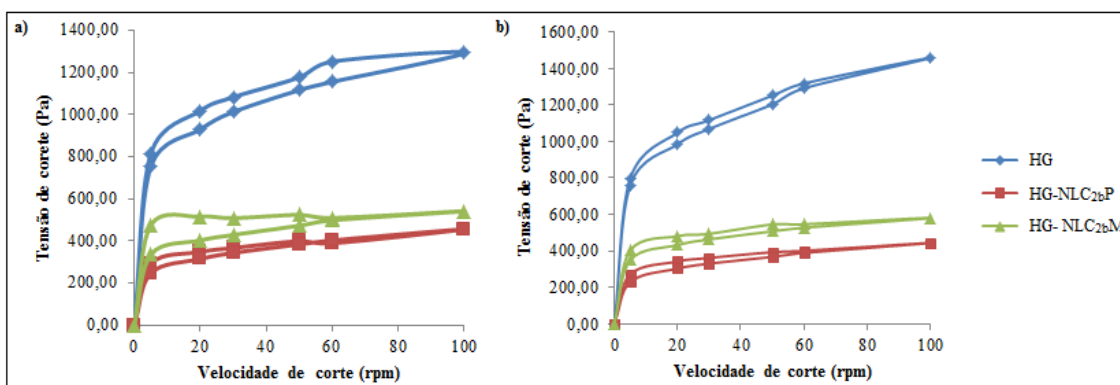 a)
1400,00
1200,00
1000,00
800,00
600,00
400,00
200,00
0,00
Tensão de corete (Pa)
0 20 40 60 80 100
Velocidade de corte (rpm)
b)
1600,00
1400,00
1200,00
1000,00
800,00
600,00
400,00
200,00
0,00
Tensão de corte (Pa)
0 20 40 60 80 100
Velocidade de corte (rpm)
HG
HG-NLC2bP
HG- NLC2bM